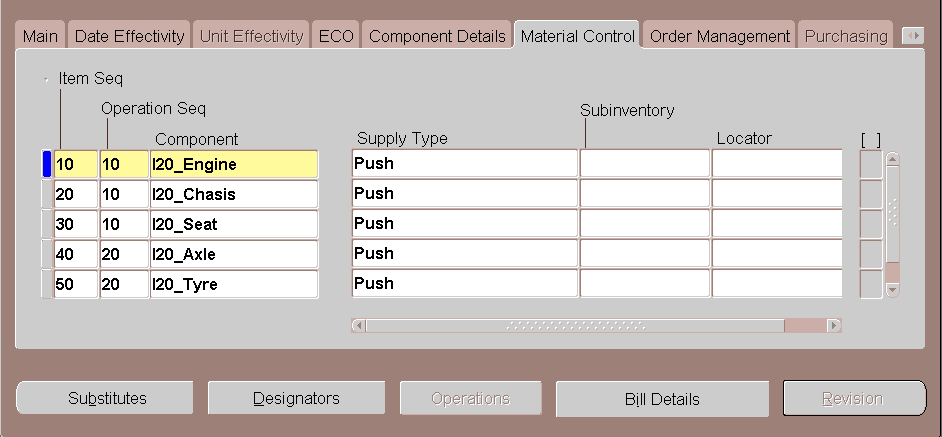 Main Date Effectivity Unit Effectivity ECO Component Details Material Control Order Management Purchasing
Item Seq
Operation Seq Subinventory
Component Supply Type Locator [ ]
10 10 I20_Engine Push
20 10 I20_Chasis Push
30 10 I20_Seat Push
40 20 I20_Axle Push
50 20 I20_Tyre Push
Substitutes Designators Operations Bill Details Revision